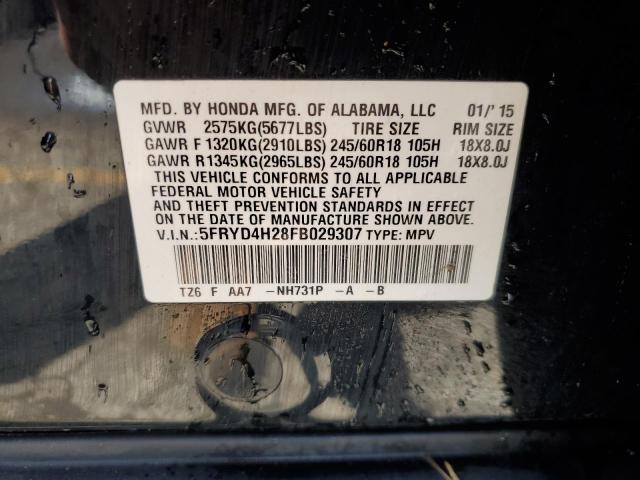 MFD. BY HONDA MFG. OF ALABAMA, LLC 01/'15
GVWR 2575KG(5677LBS) TIRE SIZE RIM SIZE
GAWR F 1320KG(2910LBS) 245/60R18 105H 18X8.0J
GAWR R 1345KG(2965LBS) 245/60R18 105H 18X8.0J
THIS VEHICLE CONFORMS TO ALL APPLICABLE
FEDERAL MOTOR VEHICLE SAFETY
AND THEFT PREVENTION STANDARDS IN EFFECT
ON THE DATE OF MANUFACTURE SHOWN ABOVE.
V.I.N.: 5FRYD4H28FB029307 TYPE: MPV
TZ6 F AA7 -NH731P -A -B